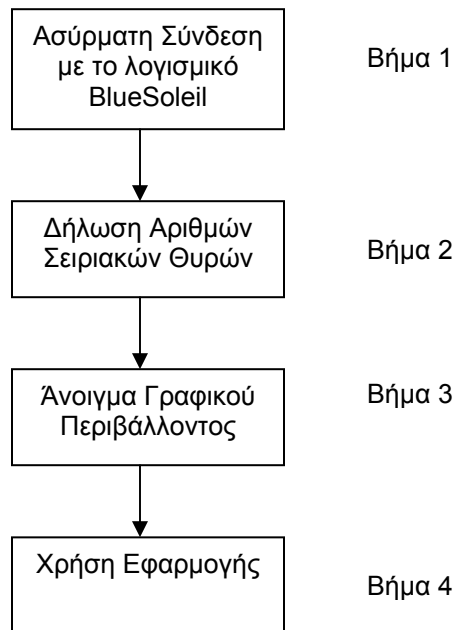 Ασύρματη Σύνδεση
με το λογισμικό
BlueSoleil
Βήμα 1
Δήλωση Αριθμών
Σειριακών Θυρών
Βήμα 2
Άνοιγμα Γραφικού
Περιβάλλοντος
Βήμα 3
Χρήση Εφαρμογής
Βήμα 4